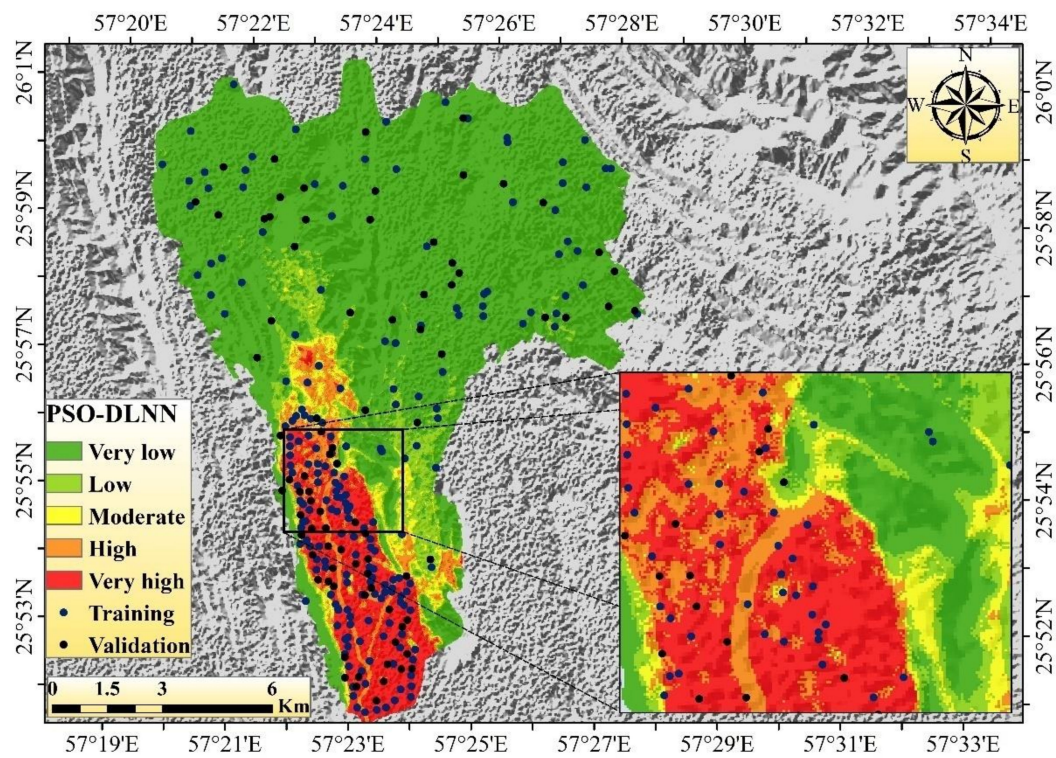 57°20'E 57°22'E 57°24'E 57°26'E 57°28'E 57°30'E 57°32'E 57°34'E
26°1'N
25°59'N
25°57'N
25°55'N
25°53'N
N
W E
S
26°0'N
25°58'N
25°56'N
25°54'N
25°52'N
PSO-DLNN
Very low
Low
Moderate
High
Very high
Training
Validation
0 1.5 3 6
Km
57°19'E 57°21'E 57°23'E 57°25'E 57°27'E 57°29'E 57°31'E 57°33'E